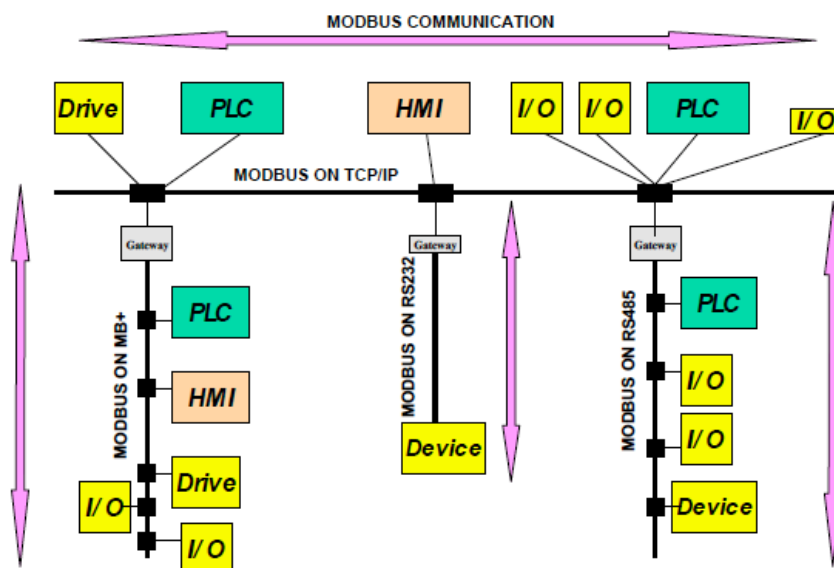 MODBUS COMMUNICATION
Drive
PLC
HMI
I/O
I/O
PLC
I/O
MODBUS ON TCP/IP
Gateway
Gateway
Gateway
MODBUS ON MB+
PLC
HMI
Drive
I/O
I/O
MODBUS ON RS232
Device
MODBUS ON RS485
PLC
I/O
I/O
Device